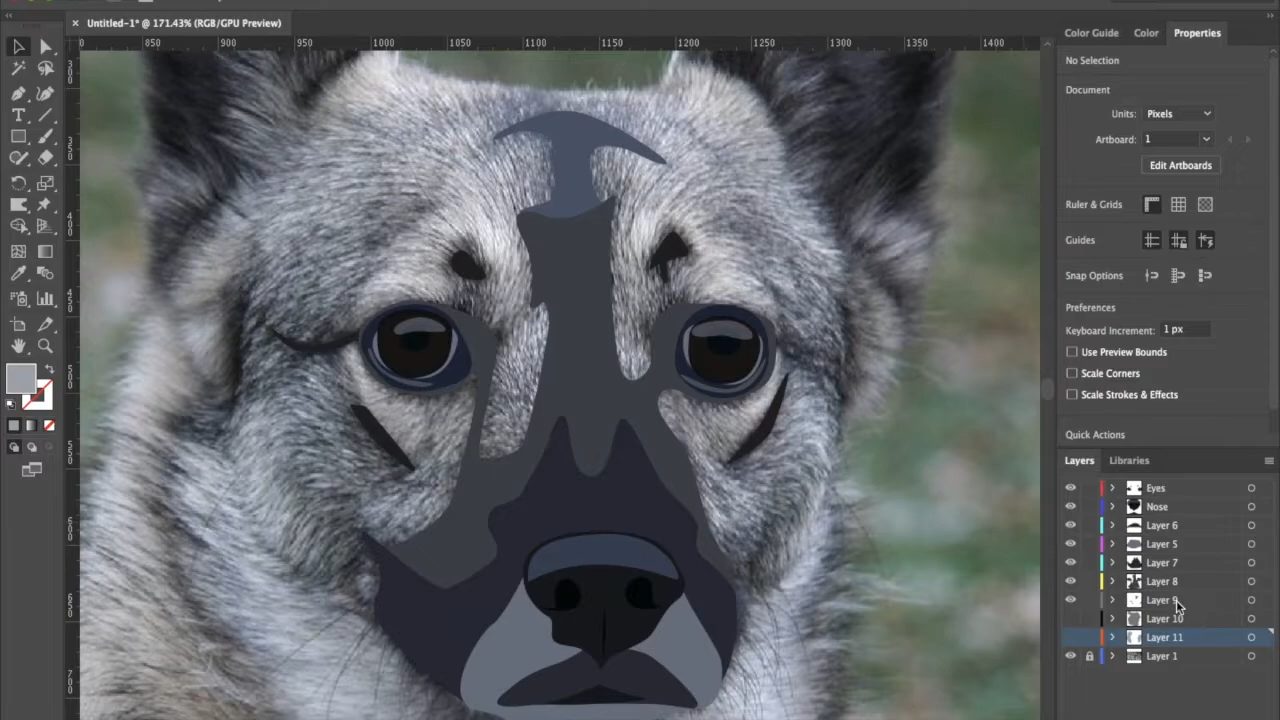 × Untitled-1* @ 171.43% (RGB/GPU Preview)
850 900 950 1000 1050 1100 1150 1200 1250 1300 1350 1400
Color Guide Color Properties
No Selection
Document
Units: Pixels
Artboard: 1
Edit Artboards
Ruler & Grids
Guides
Snap Options
Preferences
Keyboard Increment: 1 px
Use Preview Bounds
Scale Corners
Scale Strokes & Effects
Quick Actions
Layers Libraries
Eyes
Nose
Layer 6
Layer 5
Layer 7
Layer 8
Layer 9
Layer 10
Layer 11
Layer 1